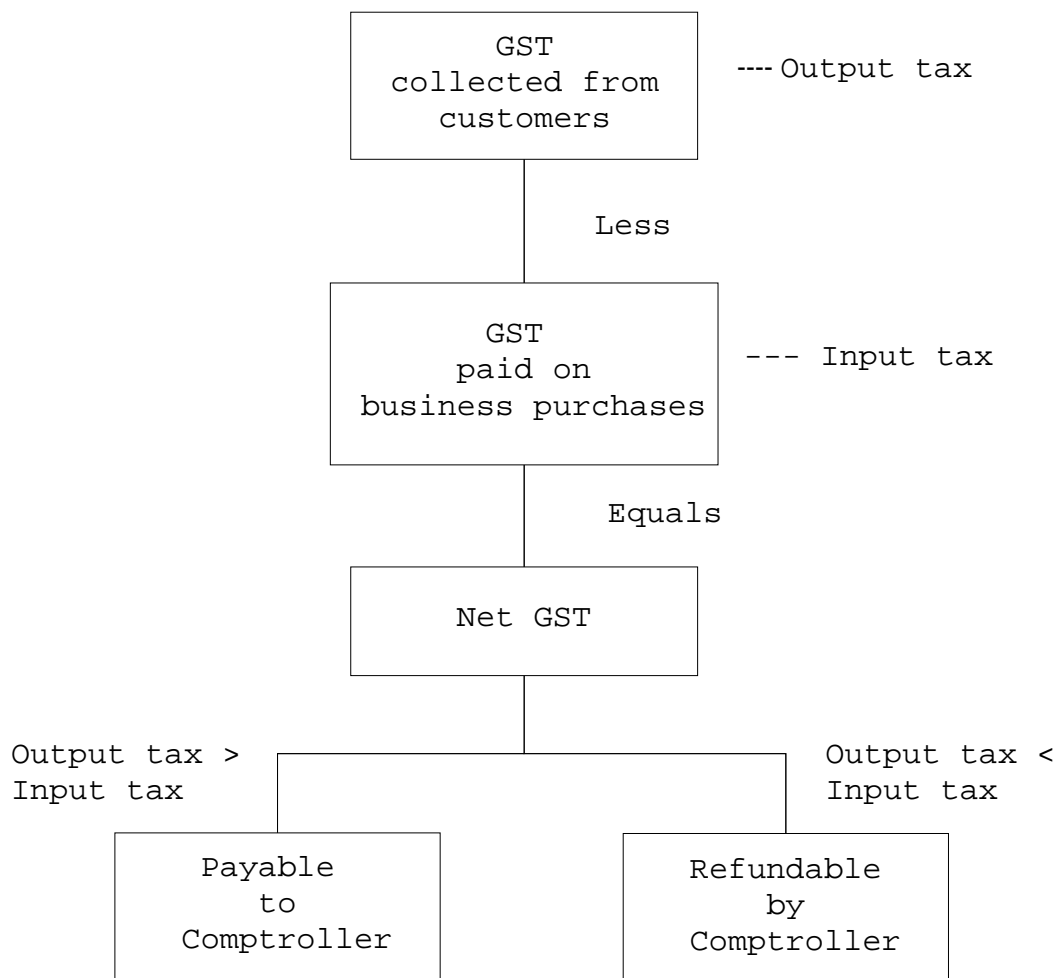 GST
collected from
customers
---- Output tax
Less
GST
paid on
business purchases
--- Input tax
Equals
Net GST
Output tax >
Input tax
Output tax <
Input tax
Payable
to
Comptroller
Refundable
by
Comptroller